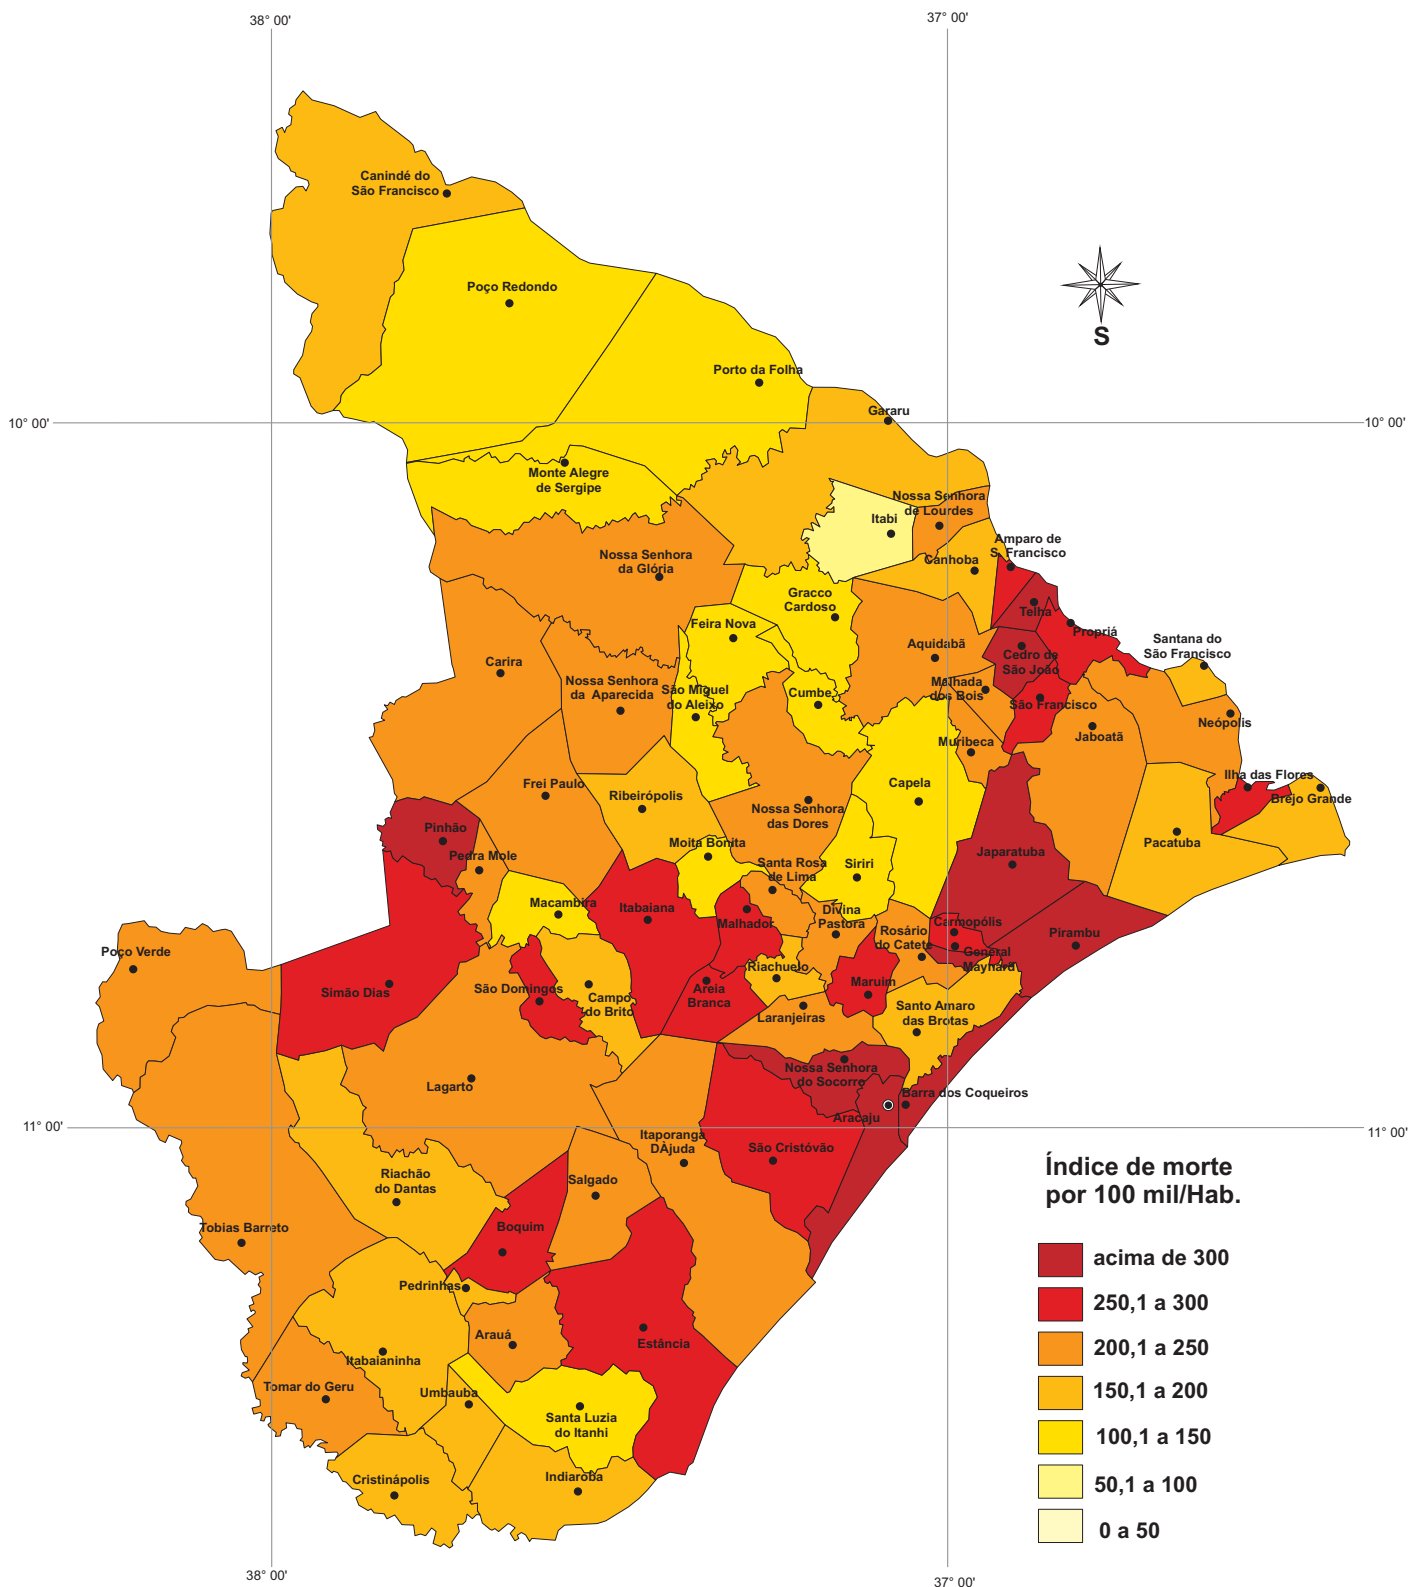 38° 00'
37° 00'
Canindé do
São Francisco
Poço Redondo
S
Porto da Folha
Gararu
10° 00'
10° 00'
Monte Alegre
de Sergipe
Nossa Senhora
de Lourdes
Itabi
Amparo de
S. Francisco
Nossa Senhora
da Glória
Canhoba
Gracco
Cardoso
Telha
Feira Nova
Propriá
Santana do
São Francisco
Aquidabã
Cedro de
São João
Carira
Nossa Senhora
da Aparecida
São Miguel
do Aleixo
Cumbe
Malhada
dos Bois
São Francisco
Neópolis
Jaboatã
Muribeca
Ilha das Flores
Brejo Grande
Frei Paulo
Ribeirópolis
Capela
Nossa Senhora
das Dores
Pinhão
Moita Bonita
Pacatuba
Pedra Mole
Santa Rosa
de Lima
Siriri
Japaratuba
Macambira
Itabaiana
Malhador
Divina
Pastora
Carmopólis
Rosário
do Catete
Pirambu
General
Maynard
Poço Verde
Riachuelo
Simão Dias
São Domingos
Campo
do Brito
Areia
Branca
Maruim
Laranjeiras
Santo Amaro
das Brotas
Nossa Senhora
do Socorro
Lagarto
Barra dos Coqueiros
Aracaju
11° 00'
11° 00'
Itaporanga
DÀjuda
São Cristóvão
Riachão
do Dantas
Salgado
Tobias Barreto
Boquim
Pedrinhas
Arauá
Estância
Itabaianinha
Tomar do Geru
Umbauba
Santa Luzia
do Itanhi
Cristinápolis
Indiaroba
Índice de morte
por 100 mil/Hab.
acima de 300
250,1 a 300
200,1 a 250
150,1 a 200
100,1 a 150
50,1 a 100
0 a 50
38° 00'
37° 00'